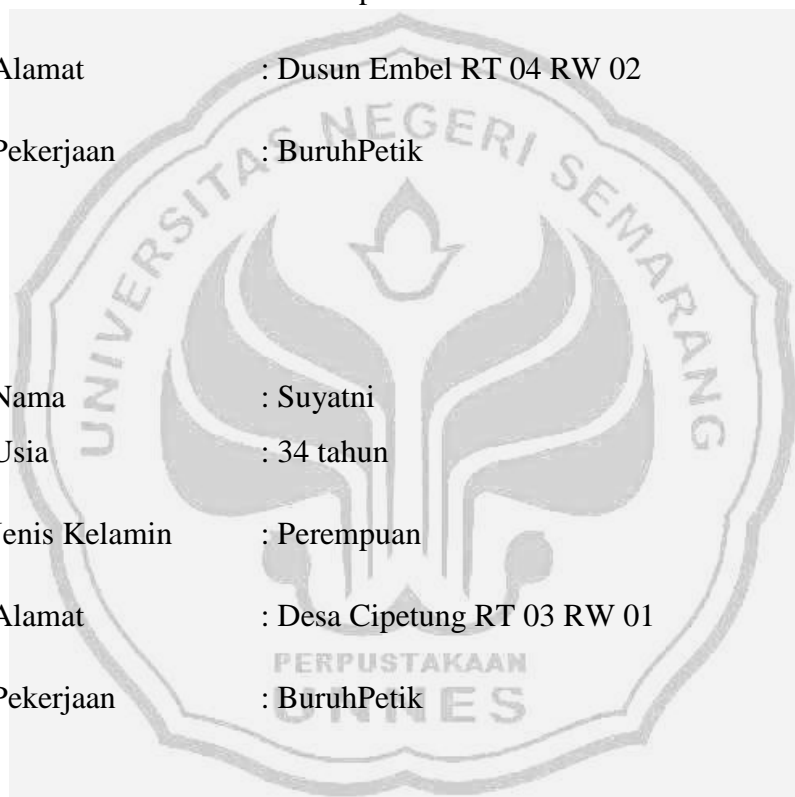 Alamat : Dusun Embel RT 04 RW 02
Pekerjaan : BuruhPetik
UNIVERSITAS NEGERI SEMARANG
Nama : Suyatni
Usia : 34 tahun
Jenis Kelamin : Perempuan
Alamat : Desa Cipetung RT 03 RW 01
PERPUSTAKAAN
Pekerjaan : BuruhPetik
UNNES